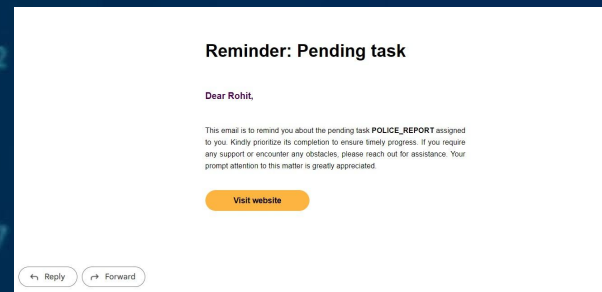 Reminder: Pending task
Dear Rohit,
This email is to remind you about the pending task POLICE_REPORT assigned
to you. Kindly prioritize its completion to ensure timely progress. If you require
any support or encounter any obstacles, please reach out for assistance. Your
prompt attention to this matter is greatly appreciated.
Visit website
Reply
Forward